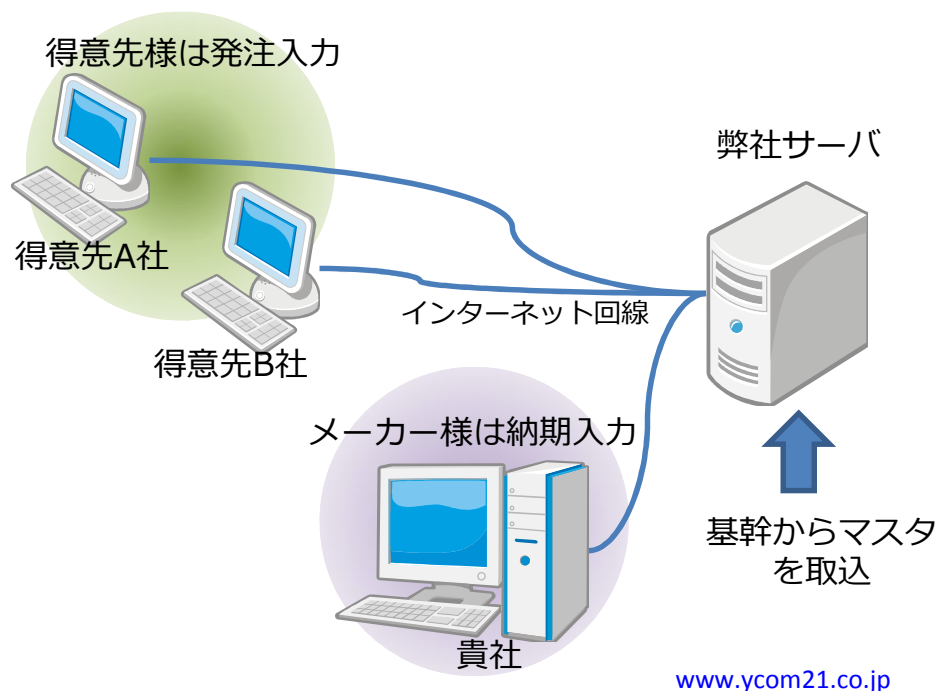 得意先様は発注入力
弊社サーバ
得意先A社
インターネット回線
得意先B社
メーカー様は納期入力
基幹からマスタ
を取込
貴社
www.ycom21.co.jp